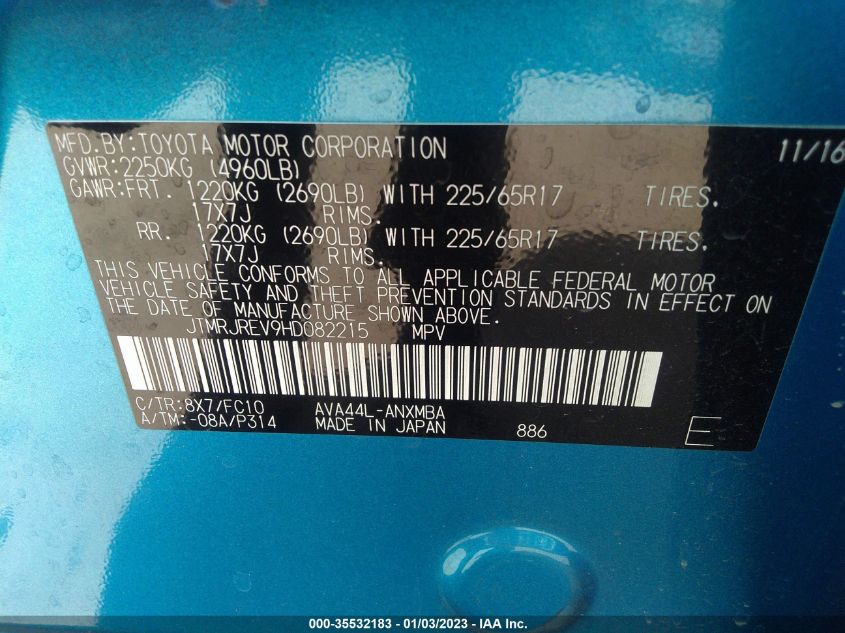 MFD.BY:TOYOTA MOTOR CORPORATION 11/16
GVWR:2250KG (4960LB)
GAWR:FRT. 1220KG (2690LB) WITH 225/65R17 TIRES.
17X7J RIMS.
RR. 1220KG (2690LB) WITH 225/65R17 TIRES.
17X7J RIMS.
THIS VEHICLE CONFORMS TO ALL APPLICABLE FEDERAL MOTOR
VEHICLE SAFETY AND THEFT PREVENTION STANDARDS IN EFFECT ON
THE DATE OF MANUFACTURE SHOWN ABOVE.
JTMRJREV9HD082215 MPV
C/TR:8X7/FC10 AVA44L-ANXMBA
A/TM:-08A/P314 MADE IN JAPAN 886 E
000-35532183 - 01/03/2023 - IAA Inc.